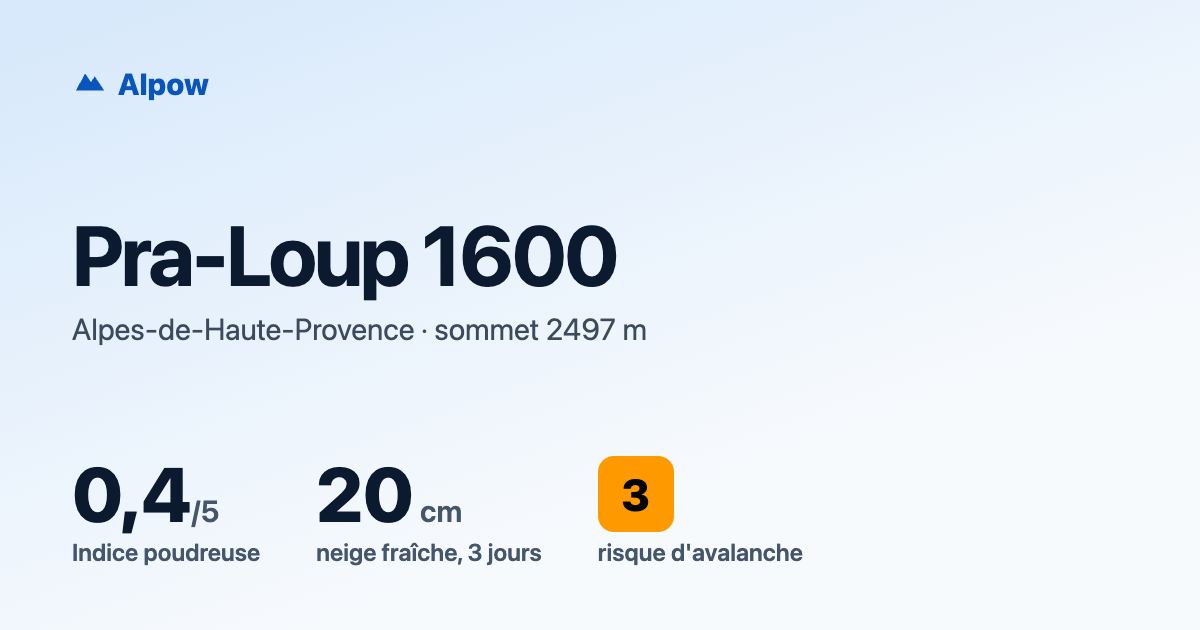 Alpow
Pra-Loup 1600
Alpes-de-Haute-Provence · sommet 2497 m
0,4/5
Indice poudreuse
20 cm
neige fraîche, 3 jours
3
risque d'avalanche